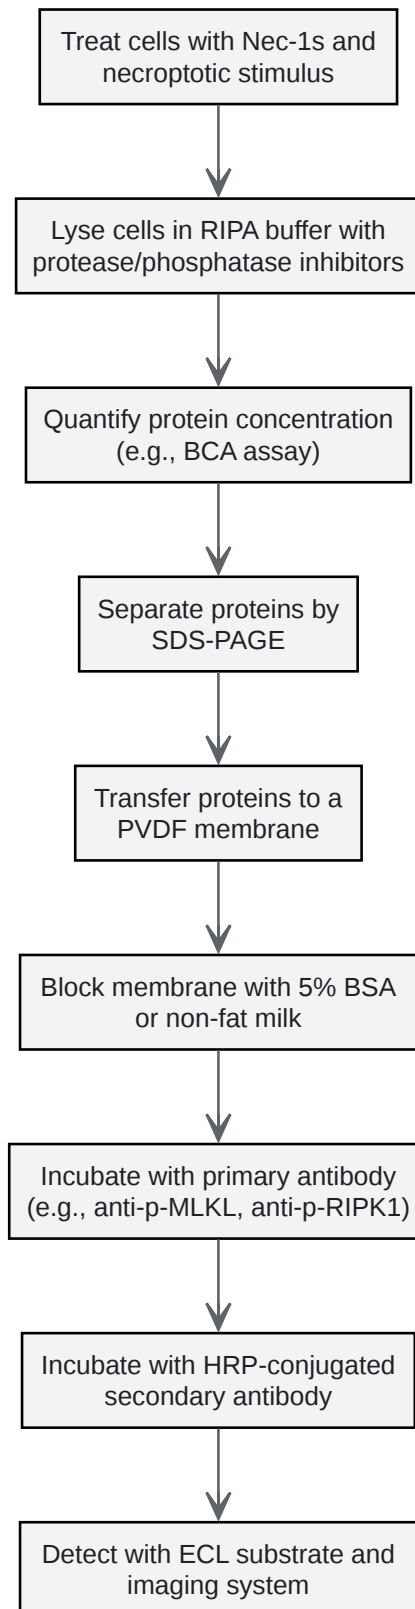 Treat cells with Nec-1s and
necroptotic stimulus
Lyse cells in RIPA buffer with
protease/phosphatase inhibitors
Quantify protein concentration
(e.g., BCA assay)
Separate proteins by
SDS-PAGE
Transfer proteins to a
PVDF membrane
Block membrane with 5% BSA
or non-fat milk
Incubate with primary antibody
(e.g., anti-p-MLKL, anti-p-RIPK1)
Incubate with HRP-conjugated
secondary antibody
Detect with ECL substrate and
imaging system